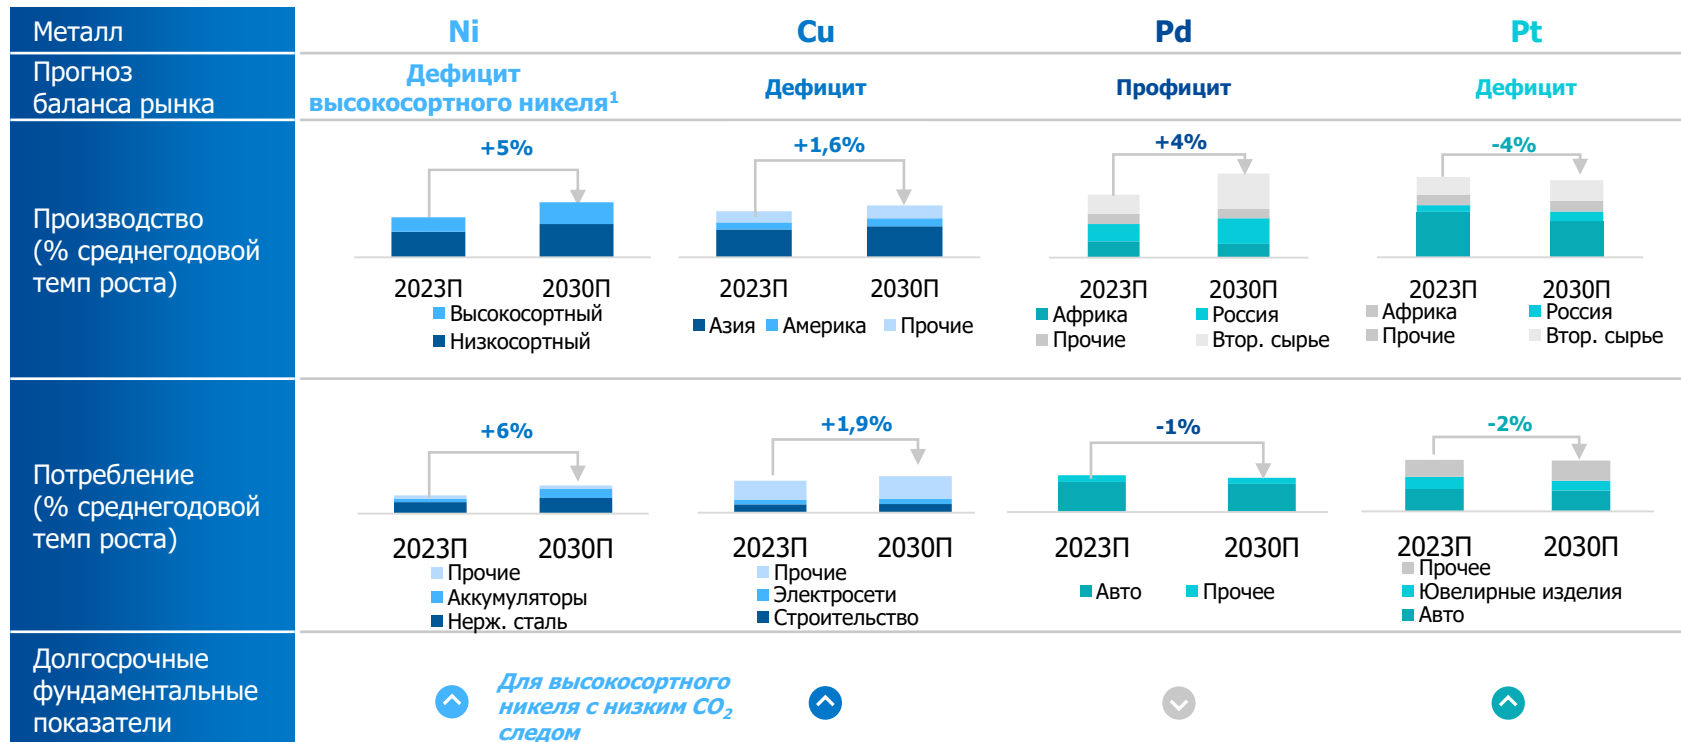 Металл
Ni
Cu
Pd
Pt
Прогноз
баланса рынка
Дефицит
высокосортного никеля¹
Дефицит
Профицит
Дефицит
Производство
(% среднегодовой
темп роста)
+5%
2023П 2030П
Высокосортный
Низкосортный
+1,6%
2023П 2030П
Азия Америка Прочие
+4%
2023П 2030П
Африка Россия
Прочие Втор. сырье
-4%
2023П 2030П
Африка Россия
Прочие Втор. сырье
Потребление
(% среднегодовой
темп роста)
+6%
2023П 2030П
Прочие
Аккумуляторы
Нерж. сталь
+1,9%
2023П 2030П
Прочие
Электросети
Строительство
-1%
2023П 2030П
Авто Прочее
-2%
2023П 2030П
Прочее
Ювелирные изделия
Авто
Долгосрочные
фундаментальные
показатели
Для высокосортного
никеля с низким CO₂
следом